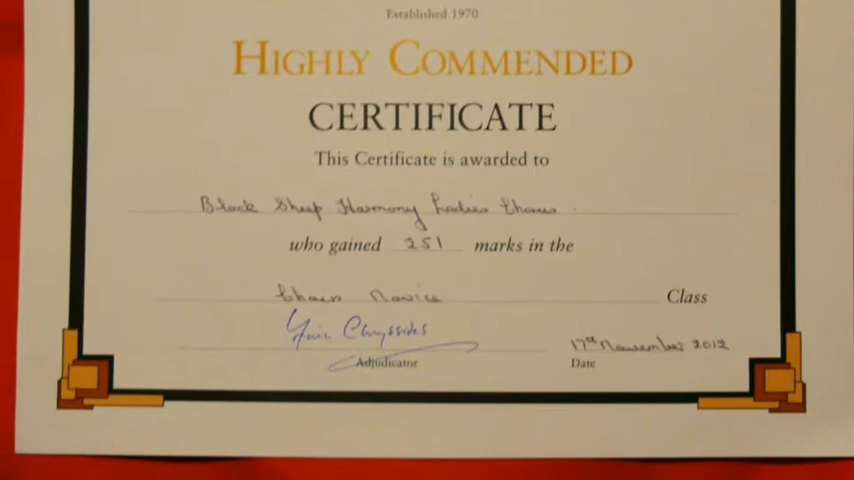 Established 1970
HIGHLY COMMENDED
CERTIFICATE
This Certificate is awarded to
Black Sheep Harmony Ladies Chorus
who gained 251 marks in the
Chorus Novice Class
17th November 2012
Adjudicator Date